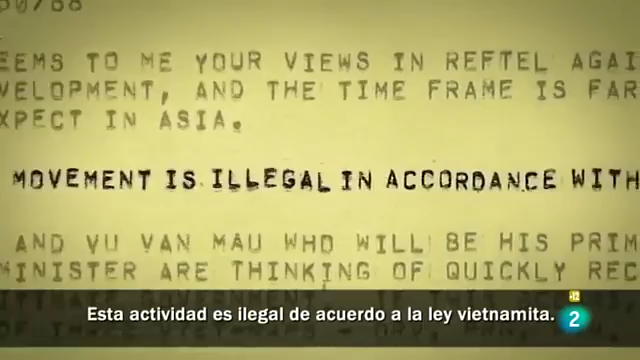 EEMS TO ME YOUR VIEWS IN REFTEL AGAI
VELOPMENT, AND THE TIME FRAME IS FAR
XPECT IN ASIA.
MOVEMENT IS ILLEGAL IN ACCORDANCE WITH
AND VU VAN MAU WHO WILL BE HIS PRIM
MINISTER ARE THINKING OF QUICKLY REC
Esta actividad es ilegal de acuerdo a la ley vietnamita.
+12
2